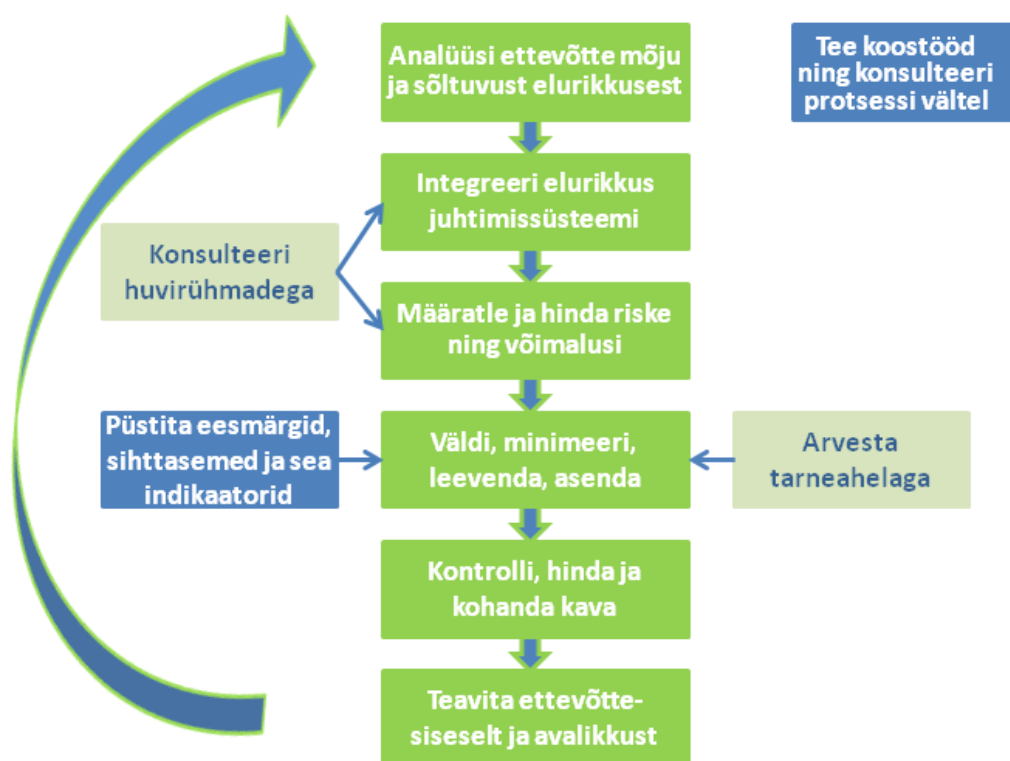 Analüüsi ettevõtte mõju
ja sõltuvust elurikkusest
Tee koostööd
ning konsulteeri
protsessi vältel
Integreeri elurikkus
juhtimissüsteemi
Konsulteeri
huvirühmadega
Määratle ja hinda riske
ning võimalusi
Püstita eesmärgid,
sihttasemed ja sea
indikaatorid
Väldi, minimeeri,
leevenda, asenda
Arvesta
tarneahelaga
Kontrolli, hinda ja
kohanda kava
Teavita ettevõtte-
siseselt ja avalikkust